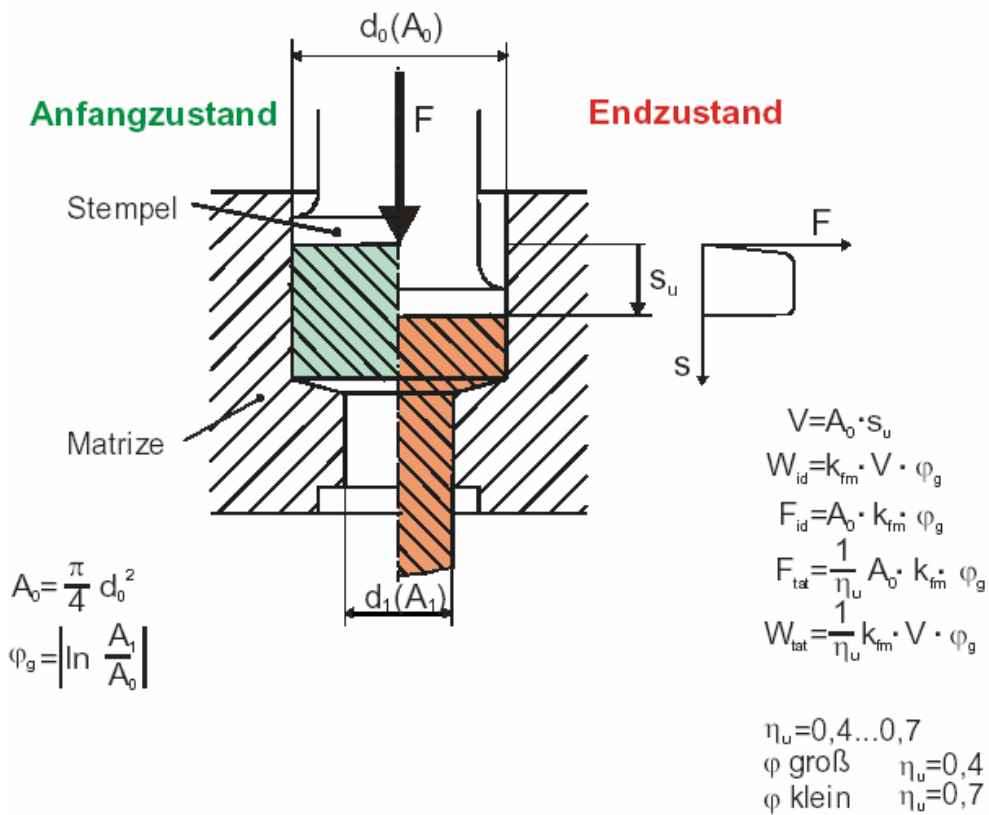 d₀(A₀)
Anfangzustand
F
Endzustand
Stempel
F
sᵤ
s
Matrize
V=A₀·sᵤ
W_id=k_fm·V·φ_g
F_id=A₀·k_fm·φ_g
A₀=π/4 d₀²
F_tat=1/ηᵤ A₀·k_fm·φ_g
d₁(A₁)
W_tat=1/ηᵤ k_fm·V·φ_g
φ_g=|ln A₁/A₀|
ηᵤ=0,4...0,7
φ groß ηᵤ=0,4
φ klein ηᵤ=0,7